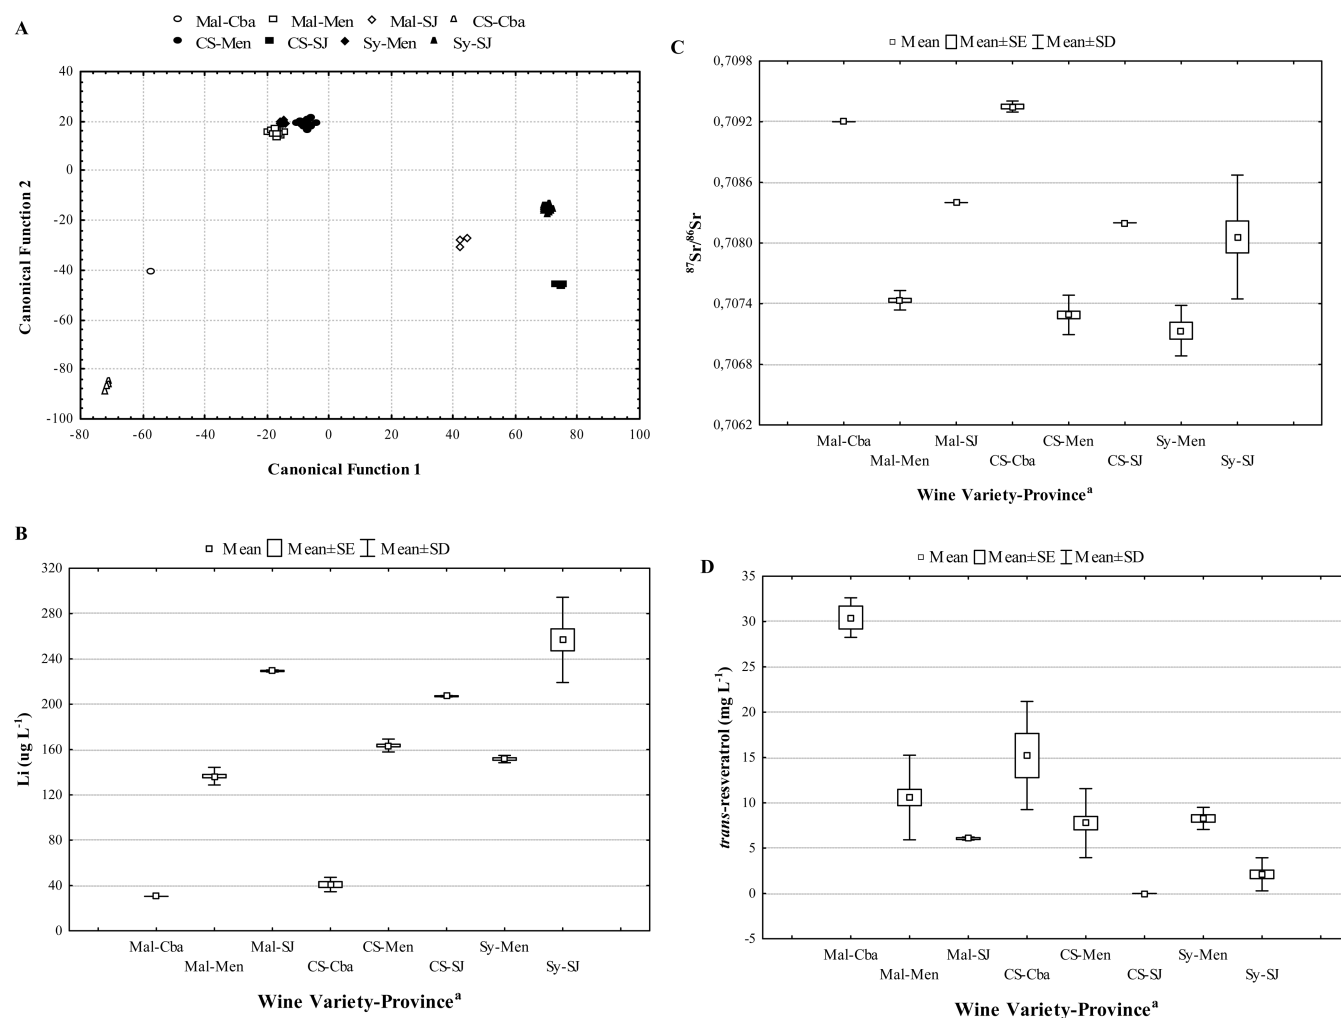 A
Mal-Cba Mal-Men Mal-SJ CS-Cba
CS-Men CS-SJ Sy-Men Sy-SJ
40
20
0
-20
-40
-60
-80
-100
-80 -60 -40 -20 0 20 40 60 80 100
Canonical Function 2
Canonical Function 1
C
Mean Mean±SE Mean±SD
0,7098
0,7092
0,7086
0,7080
0,7074
0,7068
0,7062
⁸⁷Sr/⁸⁶Sr
Mal-Cba Mal-SJ CS-Men Sy-Men
Mal-Men CS-Cba CS-SJ Sy-SJ
Wine Variety-Provinceᵃ
B
Mean Mean±SE Mean±SD
320
280
240
200
160
120
80
40
0
Li (ug L⁻¹)
Mal-Cba Mal-SJ CS-Men Sy-Men
Mal-Men CS-Cba CS-SJ Sy-SJ
Wine Variety-Provinceᵃ
D
Mean Mean±SE Mean±SD
35
30
25
20
15
10
5
0
-5
trans-resveratrol (mg L⁻¹)
Mal-Cba Mal-SJ CS-Men Sy-Men
Mal-Men CS-Cba CS-SJ Sy-SJ
Wine Variety-Provinceᵃ